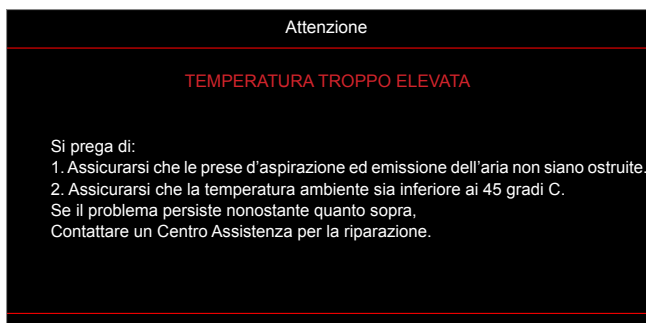 Attenzione
TEMPERATURA TROPPO ELEVATA
Si prega di:
1. Assicurarsi che le prese d'aspirazione ed emissione dell'aria non siano ostruite.
2. Assicurarsi che la temperatura ambiente sia inferiore ai 45 gradi C.
Se il problema persiste nonostante quanto sopra,
Contattare un Centro Assistenza per la riparazione.